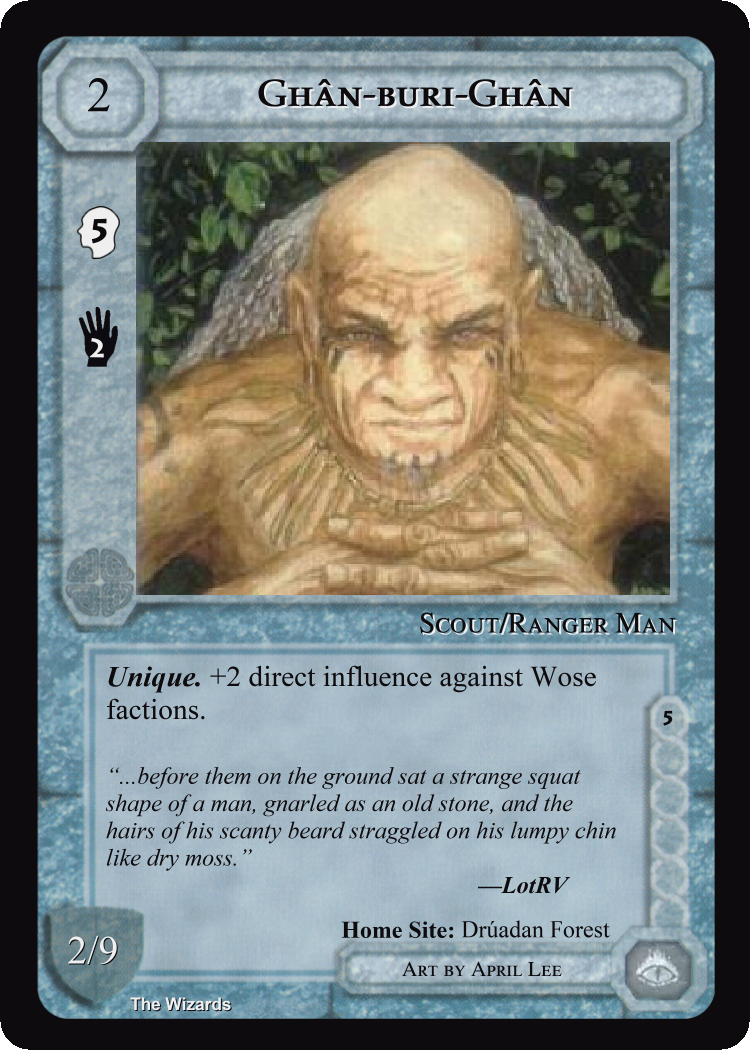 2
Ghân-buri-Ghân
5
2
Scout/Ranger Man
Unique. +2 direct influence against Wose
factions.
5
“...before them on the ground sat a strange squat
shape of a man, gnarled as an old stone, and the
hairs of his scanty beard straggled on his lumpy chin
like dry moss.”
—LotRV
Home Site: Drúadan Forest
2/9
Art by April Lee
The Wizards